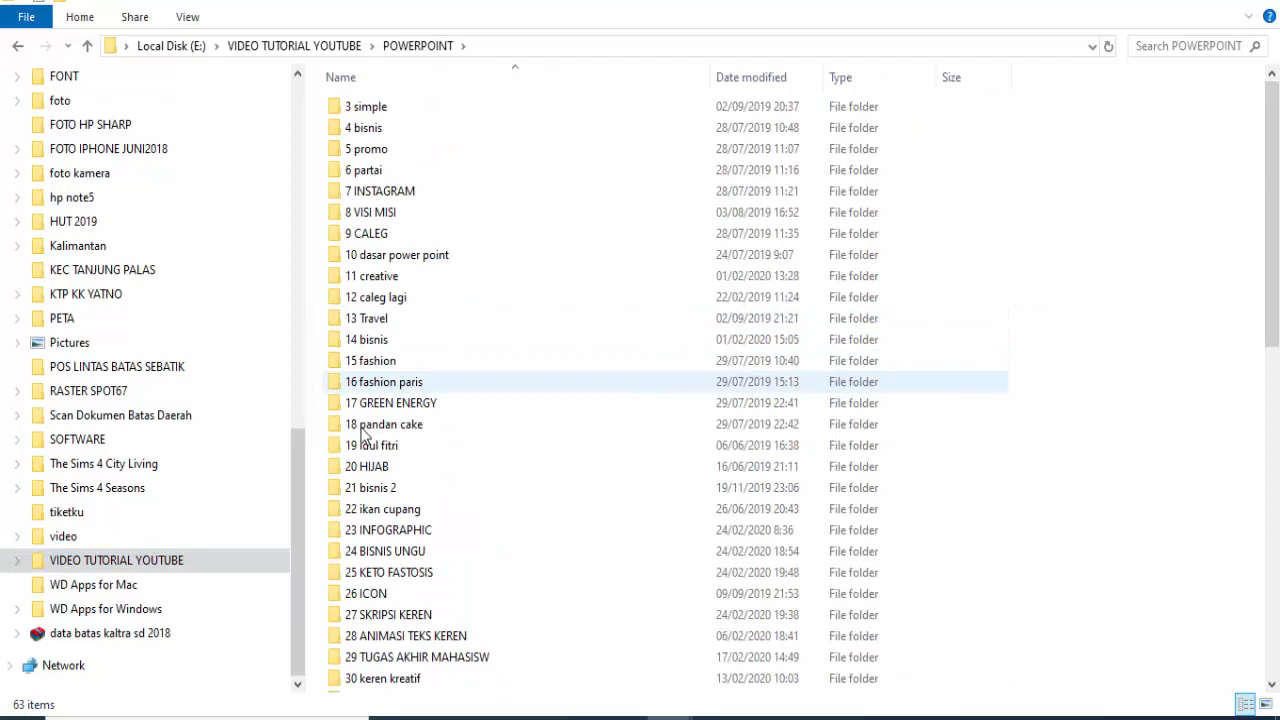 File Home Share View
Local Disk (E:) VIDEO TUTORIAL YOUTUBE POWERPOINT Search POWERPOINT
FONT
foto
FOTO HP SHARP
FOTO IPHONE JUNI2018
foto kamera
hp note5
HUT 2019
Kalimantan
KEC TANJUNG PALAS
KTP KK YATNO
PETA
Pictures
POS LINTAS BATAS SEBATIK
RASTER SPOT67
Scan Dokumen Batas Daerah
SOFTWARE
The Sims 4 City Living
The Sims 4 Seasons
tiketku
video
VIDEO TUTORIAL YOUTUBE
WD Apps for Mac
WD Apps for Windows
data batas kaltra sd 2018
Network
Name Date modified Type Size
3 simple 02/09/2019 20:37 File folder
4 bisnis 28/07/2019 10:48 File folder
5 promo 28/07/2019 11:07 File folder
6 partai 28/07/2019 11:16 File folder
7 INSTAGRAM 28/07/2019 11:21 File folder
8 VISI MISI 03/08/2019 16:52 File folder
9 CALEG 28/07/2019 11:35 File folder
10 dasar power point 24/07/2019 9:07 File folder
11 creative 01/02/2020 13:28 File folder
12 caleg lagi 22/02/2019 11:24 File folder
13 Travel 02/09/2019 21:21 File folder
14 bisnis 01/02/2020 15:05 File folder
15 fashion 29/07/2019 10:40 File folder
16 fashion paris 29/07/2019 15:13 File folder
17 GREEN ENERGY 29/07/2019 22:41 File folder
18 pandan cake 29/07/2019 22:42 File folder
19 idul fitri 06/06/2019 16:38 File folder
20 HIJAB 16/06/2019 21:11 File folder
21 bisnis 2 19/11/2019 23:06 File folder
22 ikan cupang 26/06/2019 20:43 File folder
23 INFOGRAPHIC 24/02/2020 8:36 File folder
24 BISNIS UNGU 24/02/2020 18:54 File folder
25 KETO FASTOSIS 24/02/2020 19:48 File folder
26 ICON 09/09/2019 21:53 File folder
27 SKRIPSI KEREN 24/02/2020 19:38 File folder
28 ANIMASI TEKS KEREN 06/02/2020 18:41 File folder
29 TUGAS AKHIR MAHASISW 17/02/2020 14:49 File folder
30 keren kreatif 13/02/2020 10:03 File folder
63 items